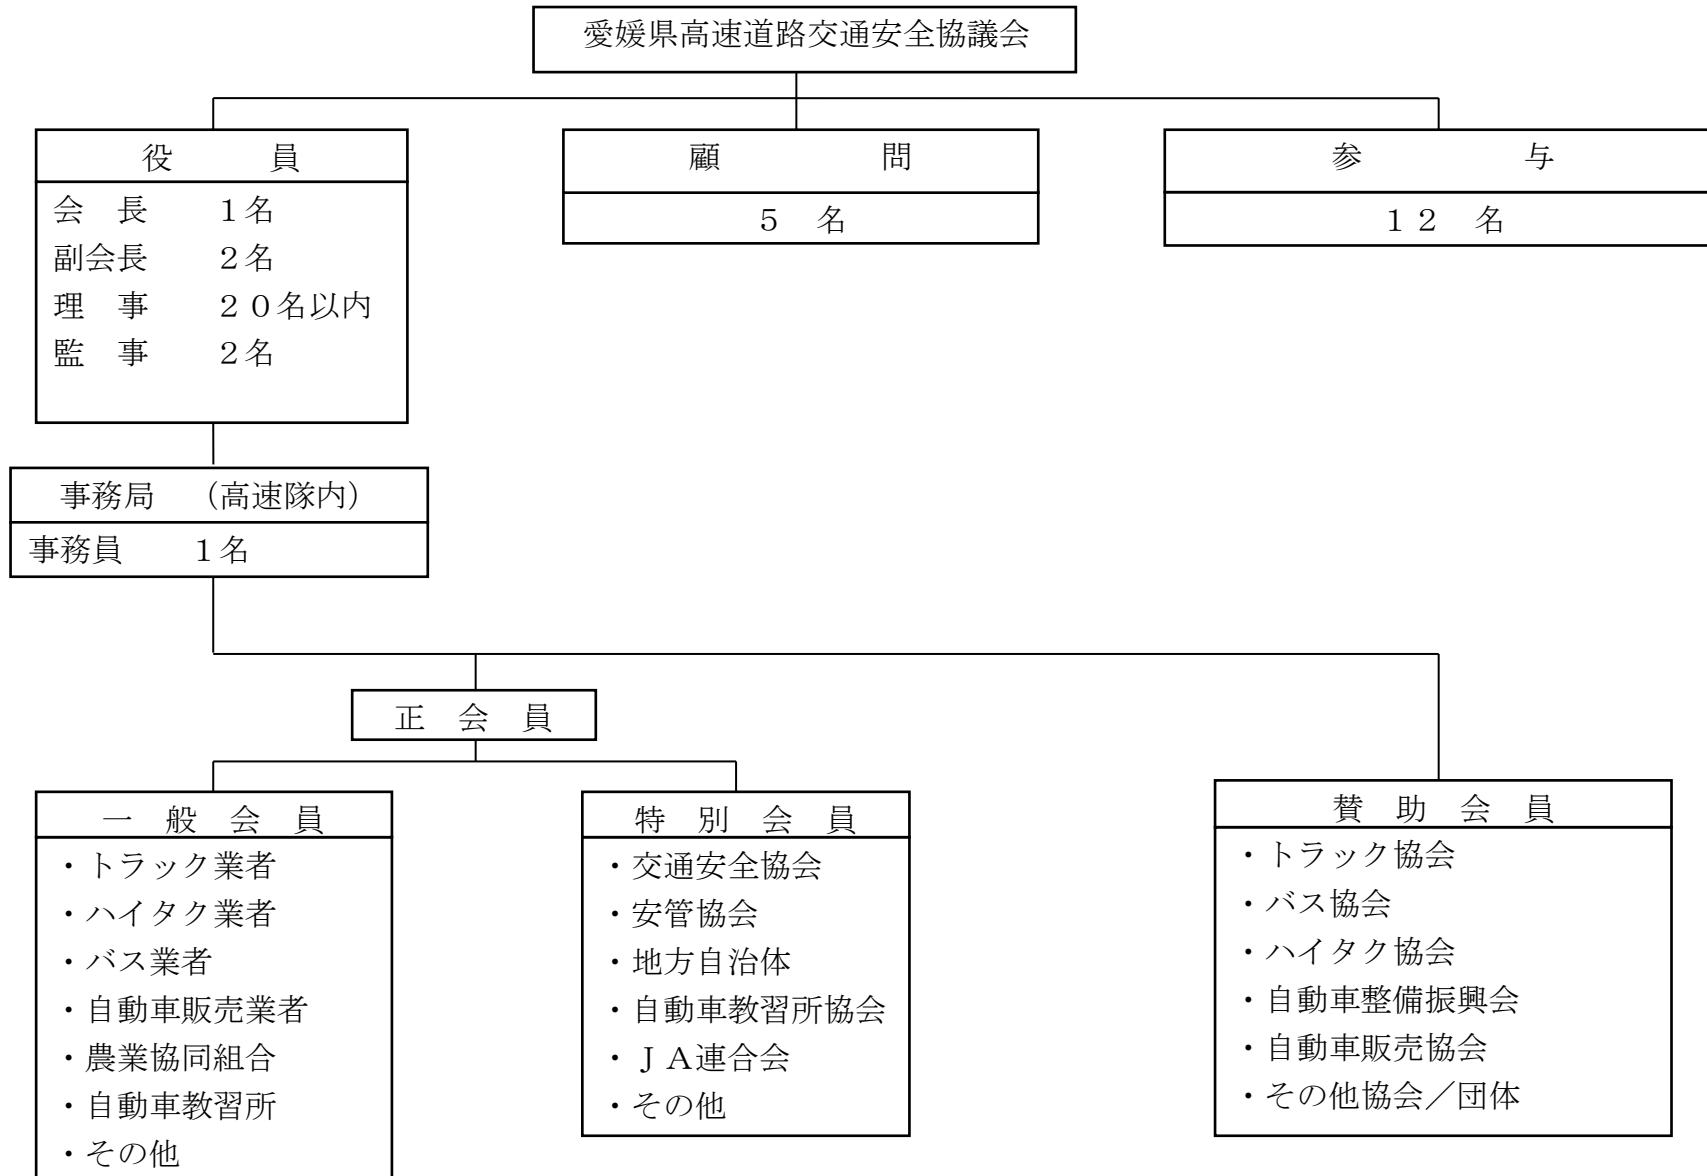 愛媛県高速道路交通安全協議会
役　　員
会　長　　１名
副会長　　２名
理　事　　２０名以内
監　事　　２名
顧　　　　問
５　名
参　　　　与
１２　名
事務局　（高速隊内）
事務員　　１名
正　会　員
一　般　会　員
・トラック業者
・ハイタク業者
・バス業者
・自動車販売業者
・農業協同組合
・自動車教習所
・その他
特　別　会　員
・交通安全協会
・安管協会
・地方自治体
・自動車教習所協会
・ＪＡ連合会
・その他
賛　助　会　員
・トラック協会
・バス協会
・ハイタク協会
・自動車整備振興会
・自動車販売協会
・その他協会／団体